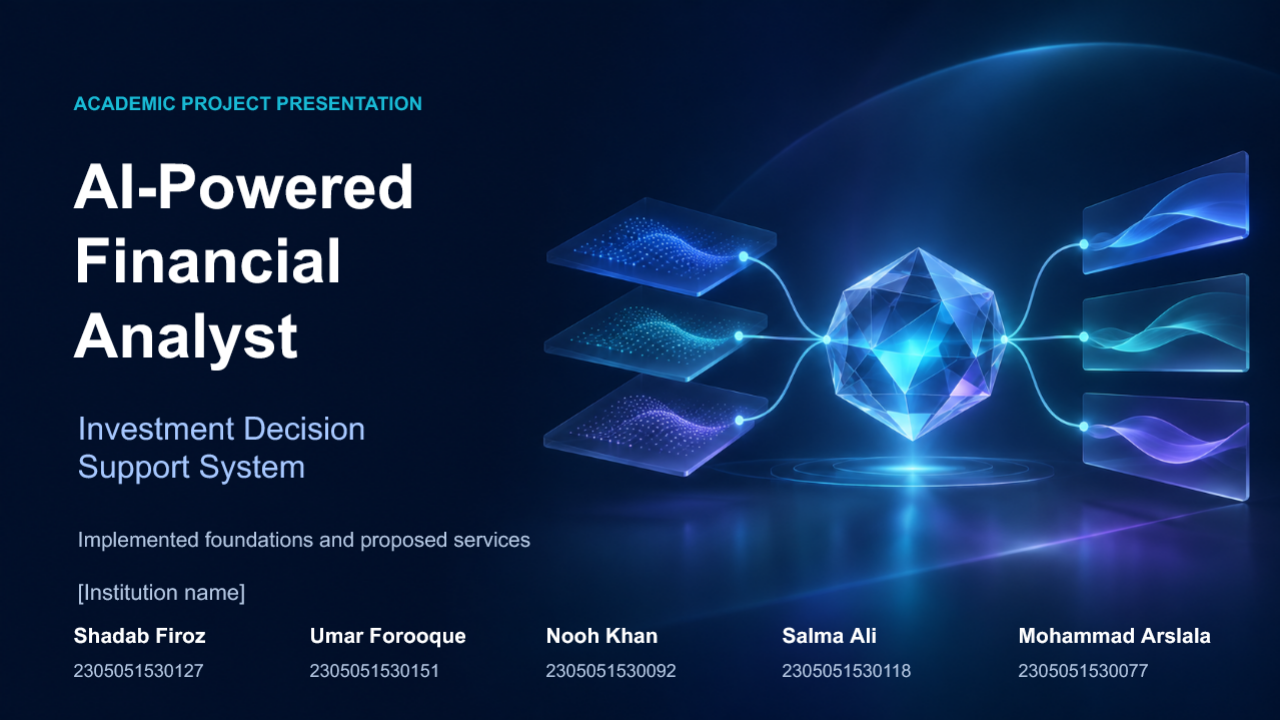 ACADEMIC PROJECT PRESENTATION
AI-Powered
Financial
Analyst
Investment Decision
Support System
Implemented foundations and proposed services
[Institution name]
Shadab Firoz
2305051530127
Umar Forooque
2305051530151
Nooh Khan
2305051530092
Salma Ali
2305051530118
Mohammad Arslala
2305051530077